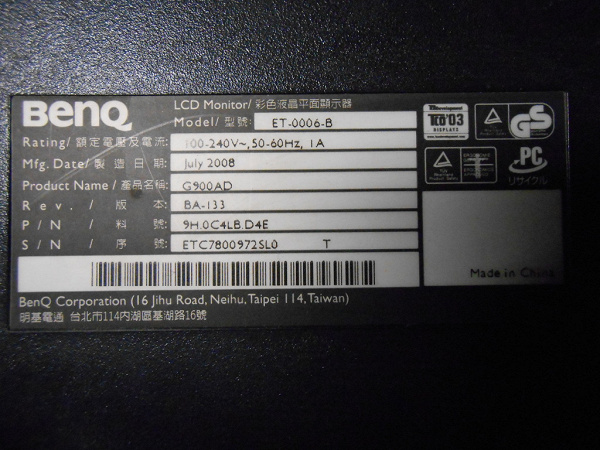 BenQ
LCD Monitor/彩色液晶平面顯示器
Model/型號: ET-0006-B
Rating/額定電壓及電流: 100-240V~, 50-60Hz, 1A
Mfg. Date/製造日期: July 2008
Product Name/產品名稱: G900AD
Rev./版本: BA-133
P/N/料號: 9H.0C4LB.D4E
S/N/序號: ETC7800972SL0 T
BenQ Corporation (16 Jihu Road, Neihu, Taipei 114, Taiwan)
明基電通 台北市114內湖區基湖路16號
TCO'03
DISPLAYS
GS
PC
リサイクル
Made in China